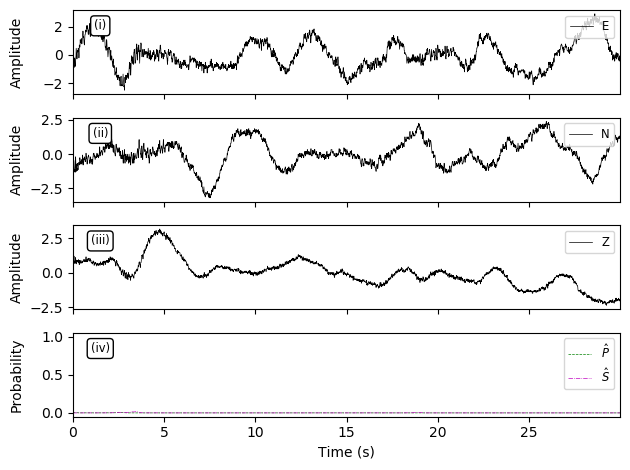 (i)
E
Amplitude
2
0
−2
(ii)
N
Amplitude
2.5
0.0
−2.5
(iii)
Z
Amplitude
2.5
0.0
−2.5
(iv)
P̂
Ŝ
Probability
1.0
0.5
0.0
0 5 10 15 20 25
Time (s)